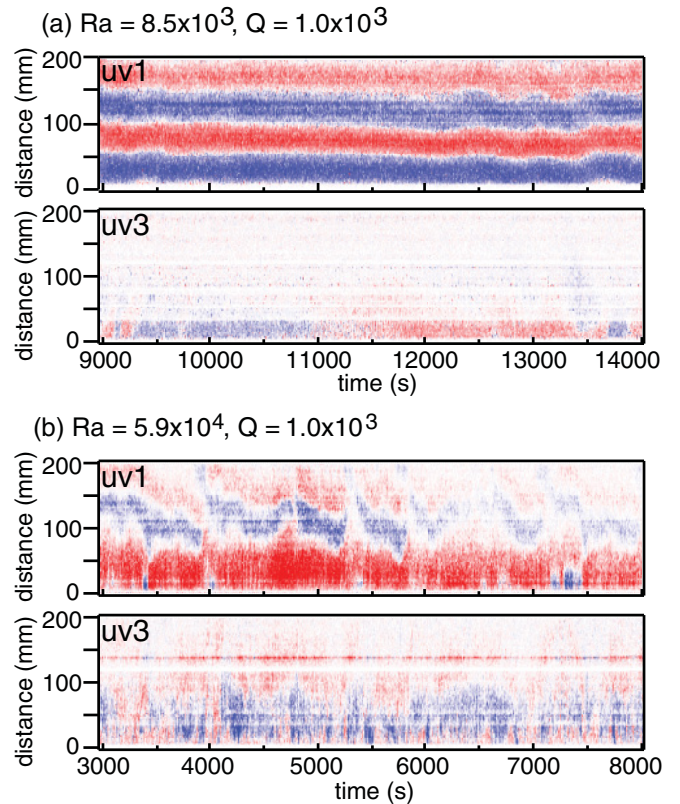 (a) Ra = 8.5x10³, Q = 1.0x10³
uv1
distance (mm)
200
100
0
uv3
distance (mm)
200
100
0
9000 10000 11000 12000 13000 14000
time (s)
(b) Ra = 5.9x10⁴, Q = 1.0x10³
uv1
distance (mm)
200
100
0
uv3
distance (mm)
200
100
0
3000 4000 5000 6000 7000 8000
time (s)